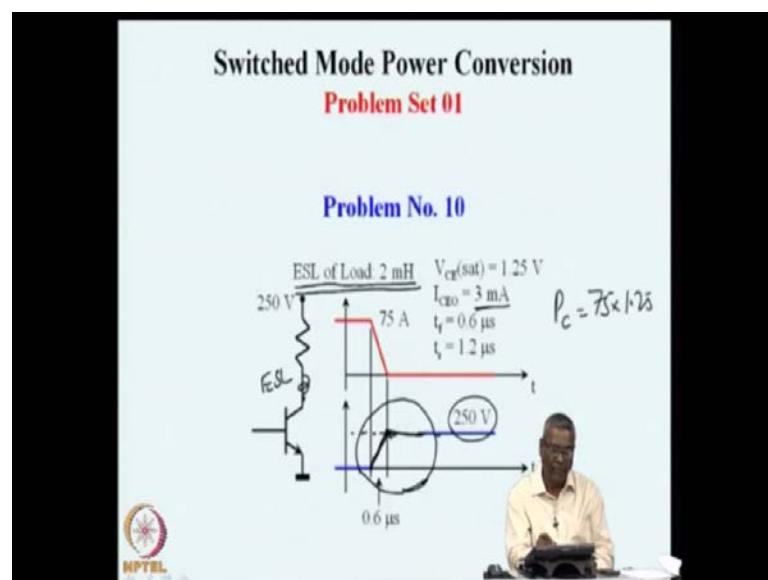 Switched Mode Power Conversion
Problem Set 01
Problem No. 10
ESL of Load: 2 mH
V_CE(sat) = 1.25 V
I_CEO = 3 mA
t_f = 0.6 μs
t_r = 1.2 μs
P_C = 75×1.25
250 V
75 A
t
ESL
250 V
t
0.6 μs
NPTEL